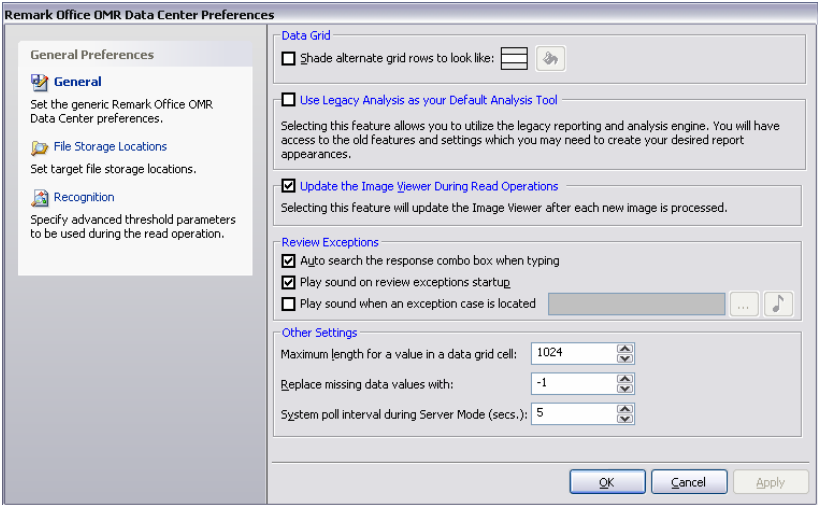 Remark Office OMR Data Center Preferences
General Preferences
General
Set the generic Remark Office OMR
Data Center preferences.
File Storage Locations
Set target file storage locations.
Recognition
Specify advanced threshold parameters
to be used during the read operation.
Data Grid
Shade alternate grid rows to look like:
Use Legacy Analysis as your Default Analysis Tool
Selecting this feature allows you to utilize the legacy reporting and analysis engine. You will have
access to the old features and settings which you may need to create your desired report
appearances.
Update the Image Viewer During Read Operations
Selecting this feature will update the Image Viewer after each new image is processed.
Review Exceptions
Auto search the response combo box when typing
Play sound on review exceptions startup
Play sound when an exception case is located
...
Other Settings
Maximum length for a value in a data grid cell: 1024
Replace missing data values with: -1
System poll interval during Server Mode (secs.): 5
OK Cancel Apply